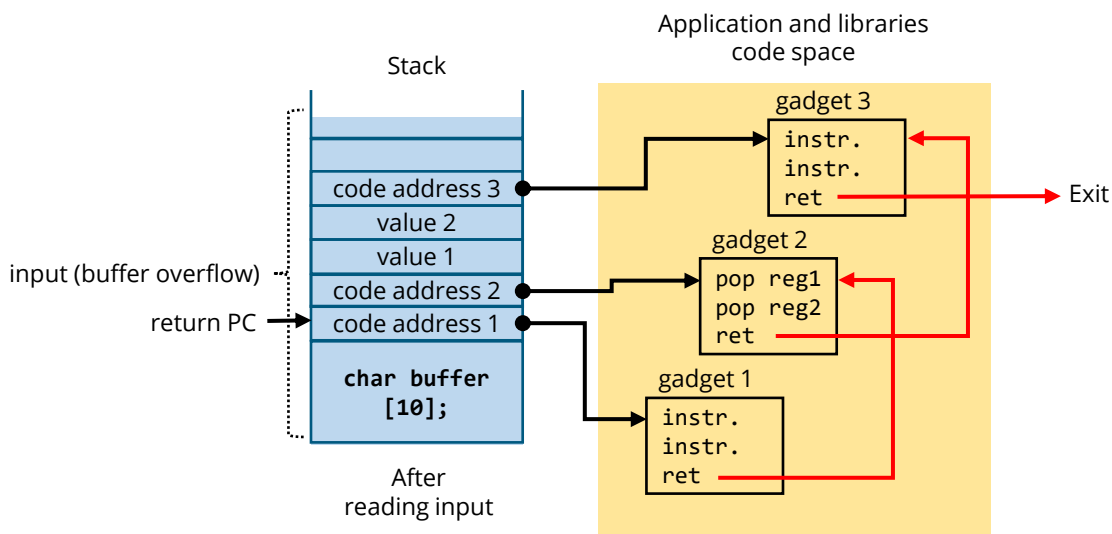 Stack
Application and libraries
code space
input (buffer overflow)
return PC
code address 3
value 2
value 1
code address 2
code address 1
char buffer
[10];
After
reading input
gadget 3
instr.
instr.
ret
Exit
gadget 2
pop reg1
pop reg2
ret
gadget 1
instr.
instr.
ret